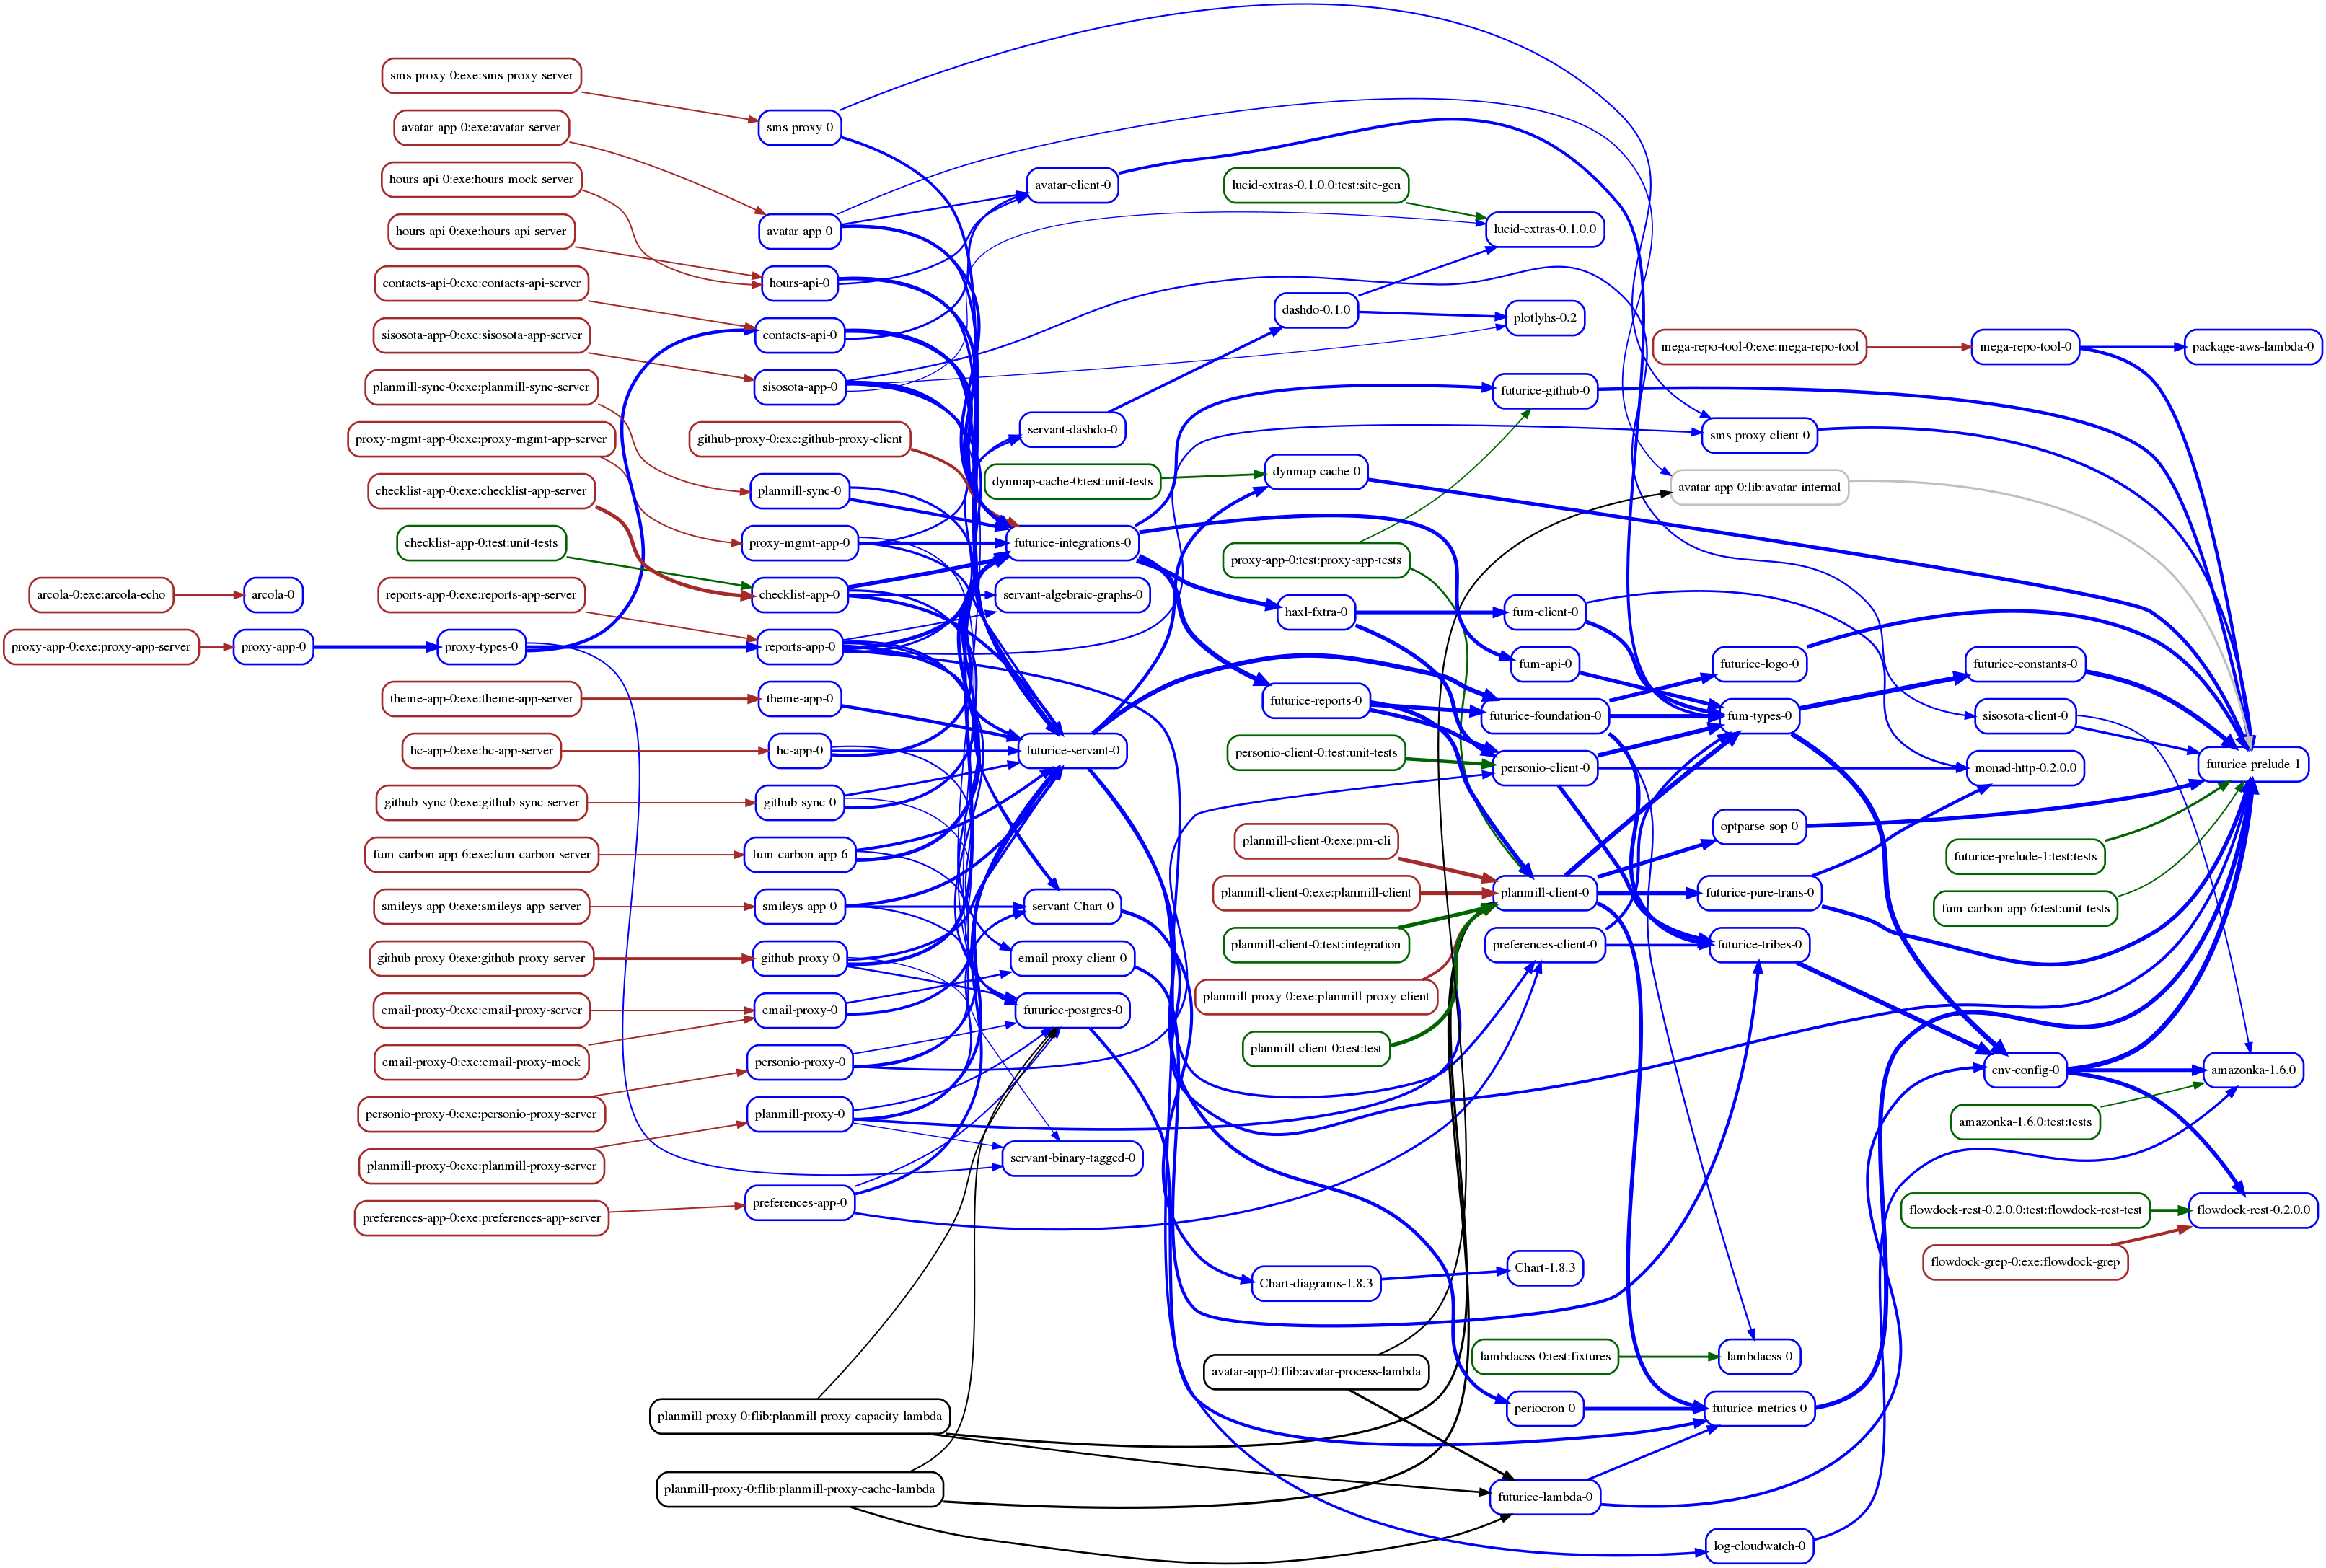 sms-proxy-0:exe:sms-proxy-server
avatar-app-0:exe:avatar-server
hours-api-0:exe:hours-mock-server
hours-api-0:exe:hours-api-server
contacts-api-0:exe:contacts-api-server
sisosota-app-0:exe:sisosota-app-server
planmill-sync-0:exe:planmill-sync-server
proxy-mgmt-app-0:exe:proxy-mgmt-app-server
checklist-app-0:exe:checklist-app-server
checklist-app-0:test:unit-tests
arcola-0:exe:arcola-echo
arcola-0
reports-app-0:exe:reports-app-server
proxy-app-0:exe:proxy-app-server
proxy-app-0
proxy-types-0
theme-app-0:exe:theme-app-server
hc-app-0:exe:hc-app-server
github-sync-0:exe:github-sync-server
fum-carbon-app-6:exe:fum-carbon-server
smileys-app-0:exe:smileys-app-server
github-proxy-0:exe:github-proxy-server
email-proxy-0:exe:email-proxy-server
email-proxy-0:exe:email-proxy-mock
personio-proxy-0:exe:personio-proxy-server
planmill-proxy-0:exe:planmill-proxy-server
preferences-app-0:exe:preferences-app-server
sms-proxy-0
avatar-app-0
hours-api-0
contacts-api-0
sisosota-app-0
github-proxy-0:exe:github-proxy-client
planmill-sync-0
proxy-mgmt-app-0
checklist-app-0
reports-app-0
theme-app-0
hc-app-0
github-sync-0
fum-carbon-app-6
smileys-app-0
github-proxy-0
email-proxy-0
personio-proxy-0
planmill-proxy-0
preferences-app-0
planmill-proxy-0:flib:planmill-proxy-capacity-lambda
planmill-proxy-0:flib:planmill-proxy-cache-lambda
avatar-client-0
servant-dashdo-0
dynmap-cache-0:test:unit-tests
futurice-integrations-0
servant-algebraic-graphs-0
futurice-servant-0
servant-Chart-0
email-proxy-client-0
futurice-postgres-0
servant-binary-tagged-0
lucid-extras-0.1.0.0:test:site-gen
dashdo-0.1.0
dynmap-cache-0
proxy-app-0:test:proxy-app-tests
haxl-fxtra-0
futurice-reports-0
personio-client-0:test:unit-tests
planmill-client-0:exe:pm-cli
planmill-client-0:exe:planmill-client
planmill-client-0:test:integration
planmill-proxy-0:exe:planmill-proxy-client
planmill-client-0:test:test
Chart-diagrams-1.8.3
avatar-app-0:flib:avatar-process-lambda
lucid-extras-0.1.0.0
plotlyhs-0.2
futurice-github-0
fum-client-0
fum-api-0
futurice-foundation-0
personio-client-0
planmill-client-0
preferences-client-0
Chart-1.8.3
lambdacss-0:test:fixtures
periocron-0
futurice-lambda-0
mega-repo-tool-0:exe:mega-repo-tool
sms-proxy-client-0
avatar-app-0:lib:avatar-internal
futurice-logo-0
fum-types-0
optparse-sop-0
futurice-pure-trans-0
futurice-tribes-0
lambdacss-0
futurice-metrics-0
log-cloudwatch-0
mega-repo-tool-0
futurice-constants-0
sisosota-client-0
monad-http-0.2.0.0
futurice-prelude-1:test:tests
fum-carbon-app-6:test:unit-tests
env-config-0
amazonka-1.6.0:test:tests
flowdock-rest-0.2.0.0:test:flowdock-rest-test
flowdock-grep-0:exe:flowdock-grep
package-aws-lambda-0
futurice-prelude-1
amazonka-1.6.0
flowdock-rest-0.2.0.0